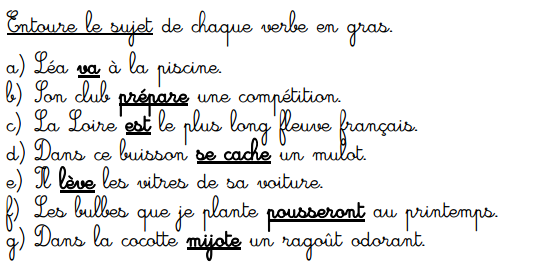 Entoure le sujet de chaque verbe en gras.
a) Léa va à la piscine.
b) Son club prépare une compétition.
c) La Loire est le plus long fleuve français.
d) Dans ce buisson se cache un mulot.
e) Il lève les vitres de sa voiture.
f) Les bulbes que je plante pousseront au printemps.
g) Dans la cocotte mijote un ragoût odorant.